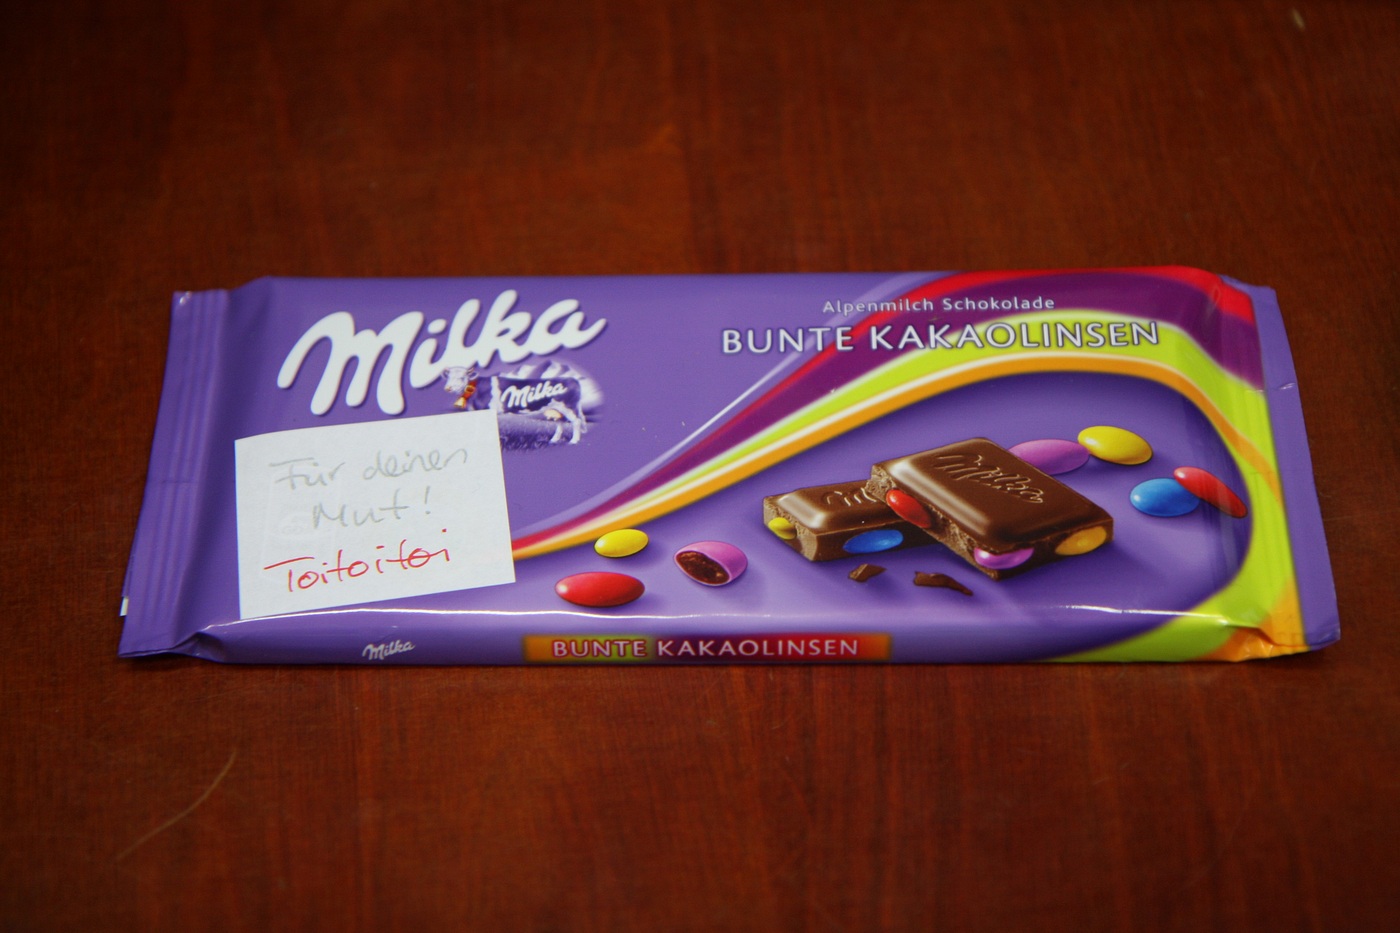 Milka
Milka
Alpenmilch Schokolade
BUNTE KAKAOLINSEN
Für deinen
Mut!
Toitoitoi
Milka
Milka
BUNTE KAKAOLINSEN